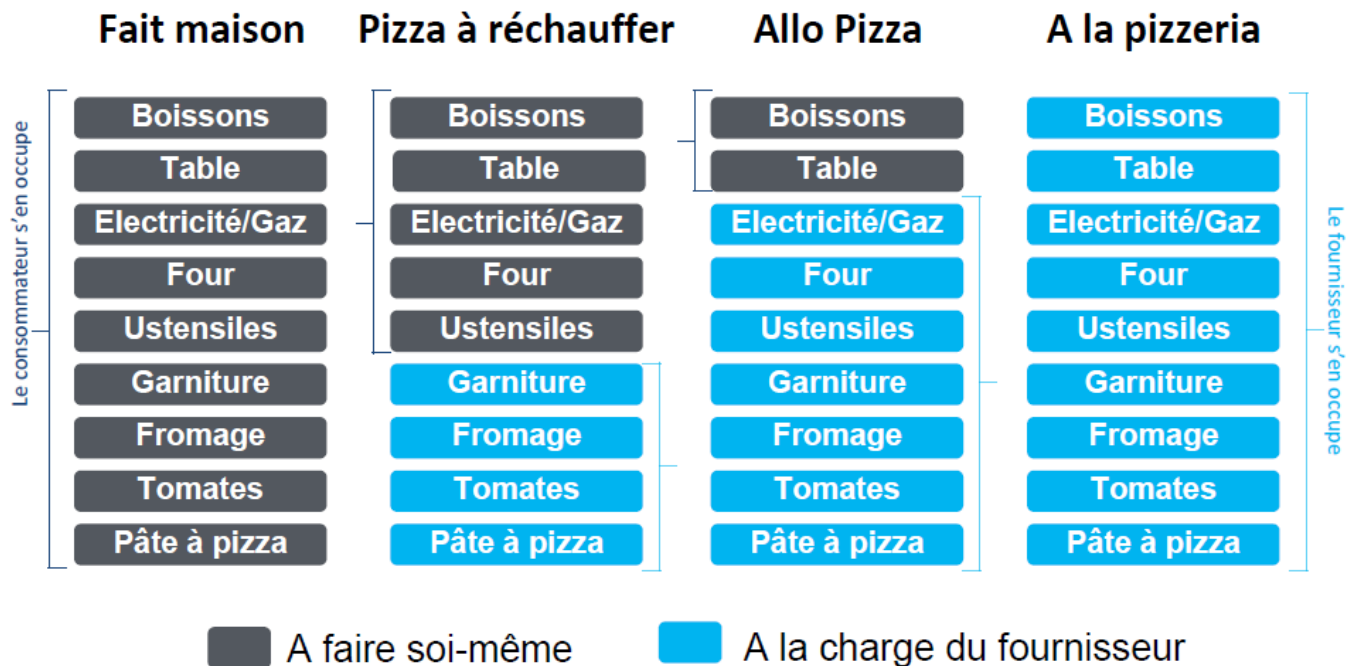 Fait maison
Pizza à réchauffer
Allo Pizza
A la pizzeria
Le consommateur s'en occupe
Boissons
Table
Electricité/Gaz
Four
Ustensiles
Garniture
Fromage
Tomates
Pâte à pizza
Boissons
Table
Electricité/Gaz
Four
Ustensiles
Garniture
Fromage
Tomates
Pâte à pizza
Boissons
Table
Electricité/Gaz
Four
Ustensiles
Garniture
Fromage
Tomates
Pâte à pizza
Boissons
Table
Electricité/Gaz
Four
Ustensiles
Garniture
Fromage
Tomates
Pâte à pizza
Le fournisseur s'en occupe
A faire soi-même
A la charge du fournisseur